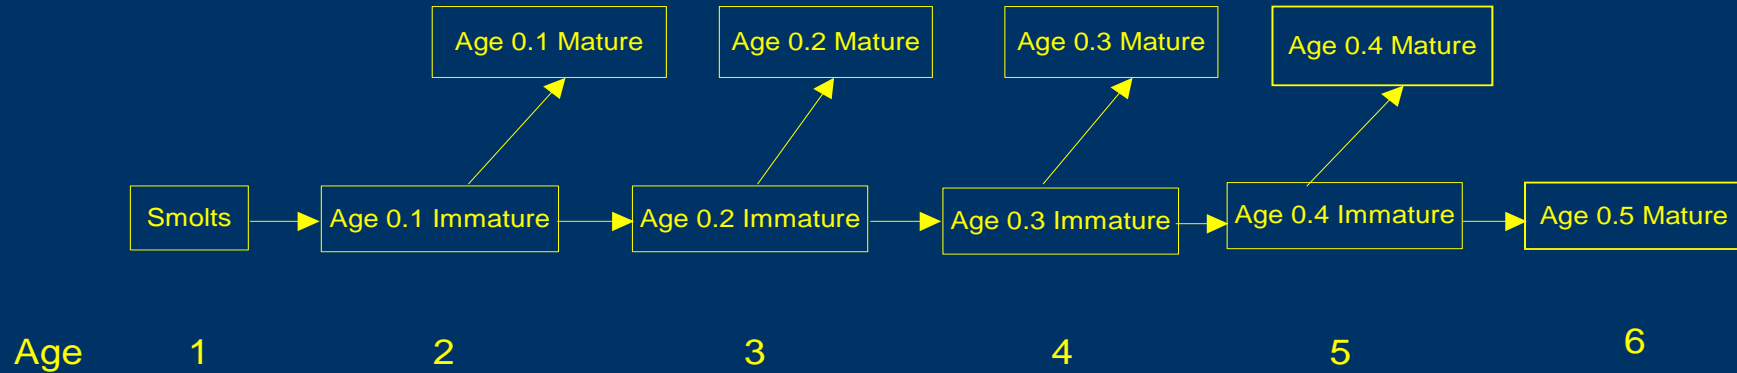 Age 0.1 Mature
Age 0.2 Mature
Age 0.3 Mature
Age 0.4 Mature
Smolts
Age 0.1 Immature
Age 0.2 Immature
Age 0.3 Immature
Age 0.4 Immature
Age 0.5 Mature
Age 1 2 3 4 5 6